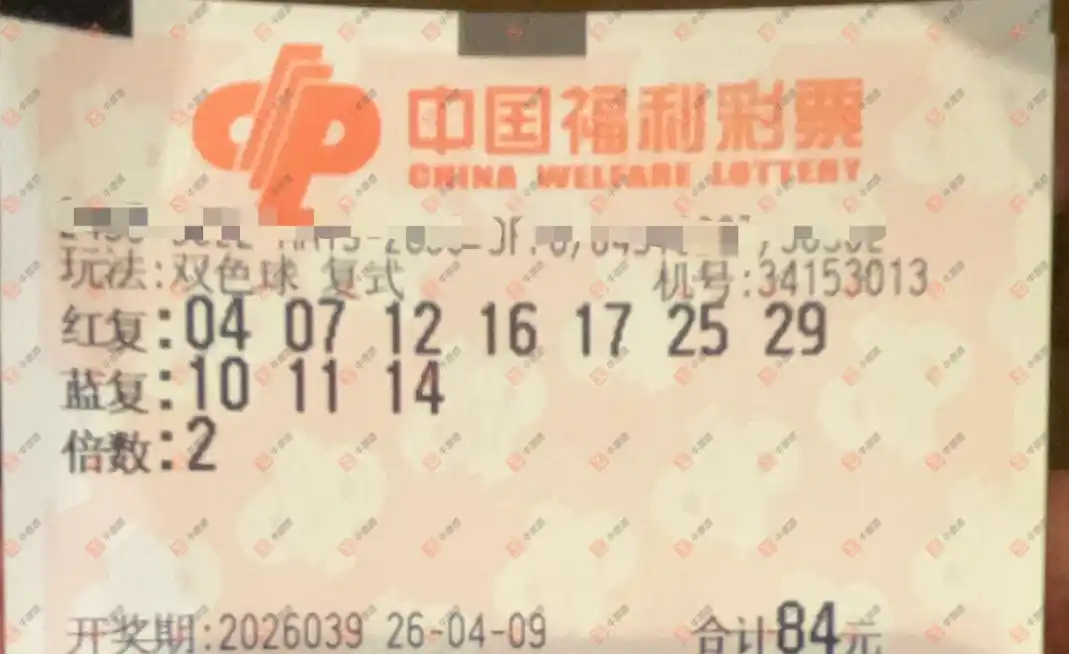 中国福利彩票
CHINA WELFARE LOTTERY
玩法:双色球 复式 机号:34153013
红复:04 07 12 16 17 25 29
蓝复:10 11 14
倍数:2
开奖期:2026039 26-04-09 合计84元